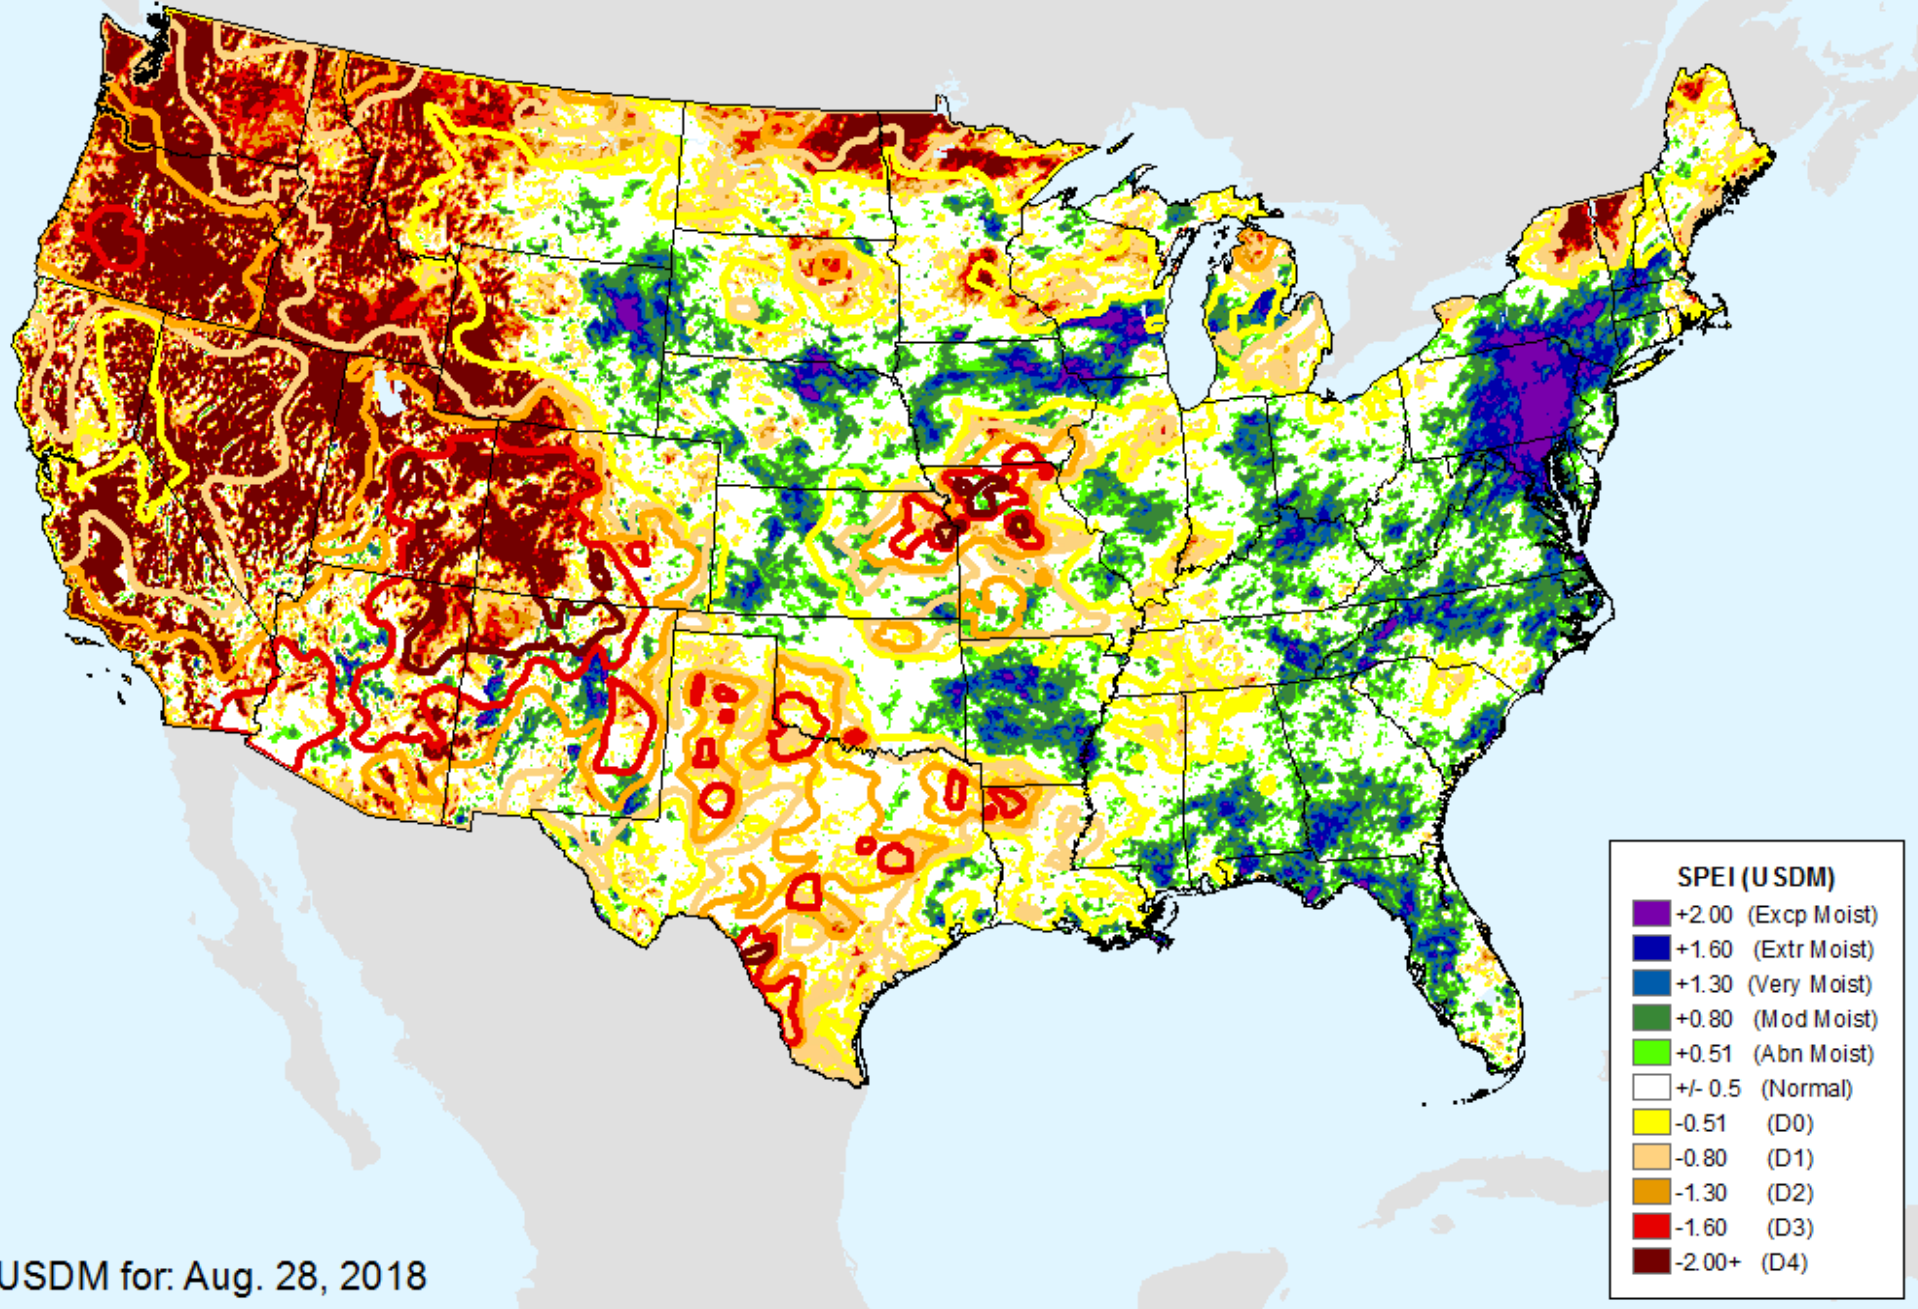 SPEI (USDM)
+2.00 (Excp Moist)
+1.60 (Extr Moist)
+1.30 (Very Moist)
+0.80 (Mod Moist)
+0.51 (Abn Moist)
+/- 0.5 (Normal)
-0.51 (D0)
-0.80 (D1)
-1.30 (D2)
-1.60 (D3)
-2.00+ (D4)
USDM for: Aug. 28, 2018